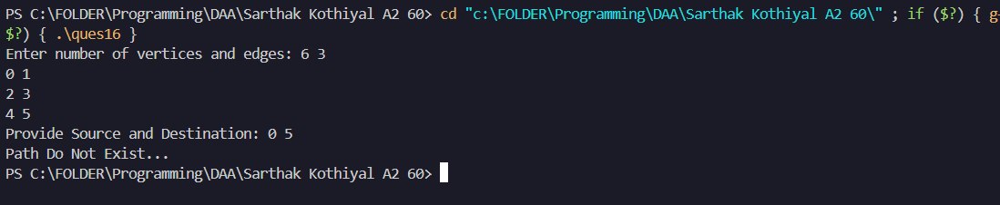 PS C:\FOLDER\Programming\DAA\Sarthak Kothiyal A2 60> cd "c:\FOLDER\Programming\DAA\Sarthak Kothiyal A2 60\" ; if ($?) { g
$?) { .\ques16 }
Enter number of vertices and edges: 6 3
0 1
2 3
4 5
Provide Source and Destination: 0 5
Path Do Not Exist...
PS C:\FOLDER\Programming\DAA\Sarthak Kothiyal A2 60>